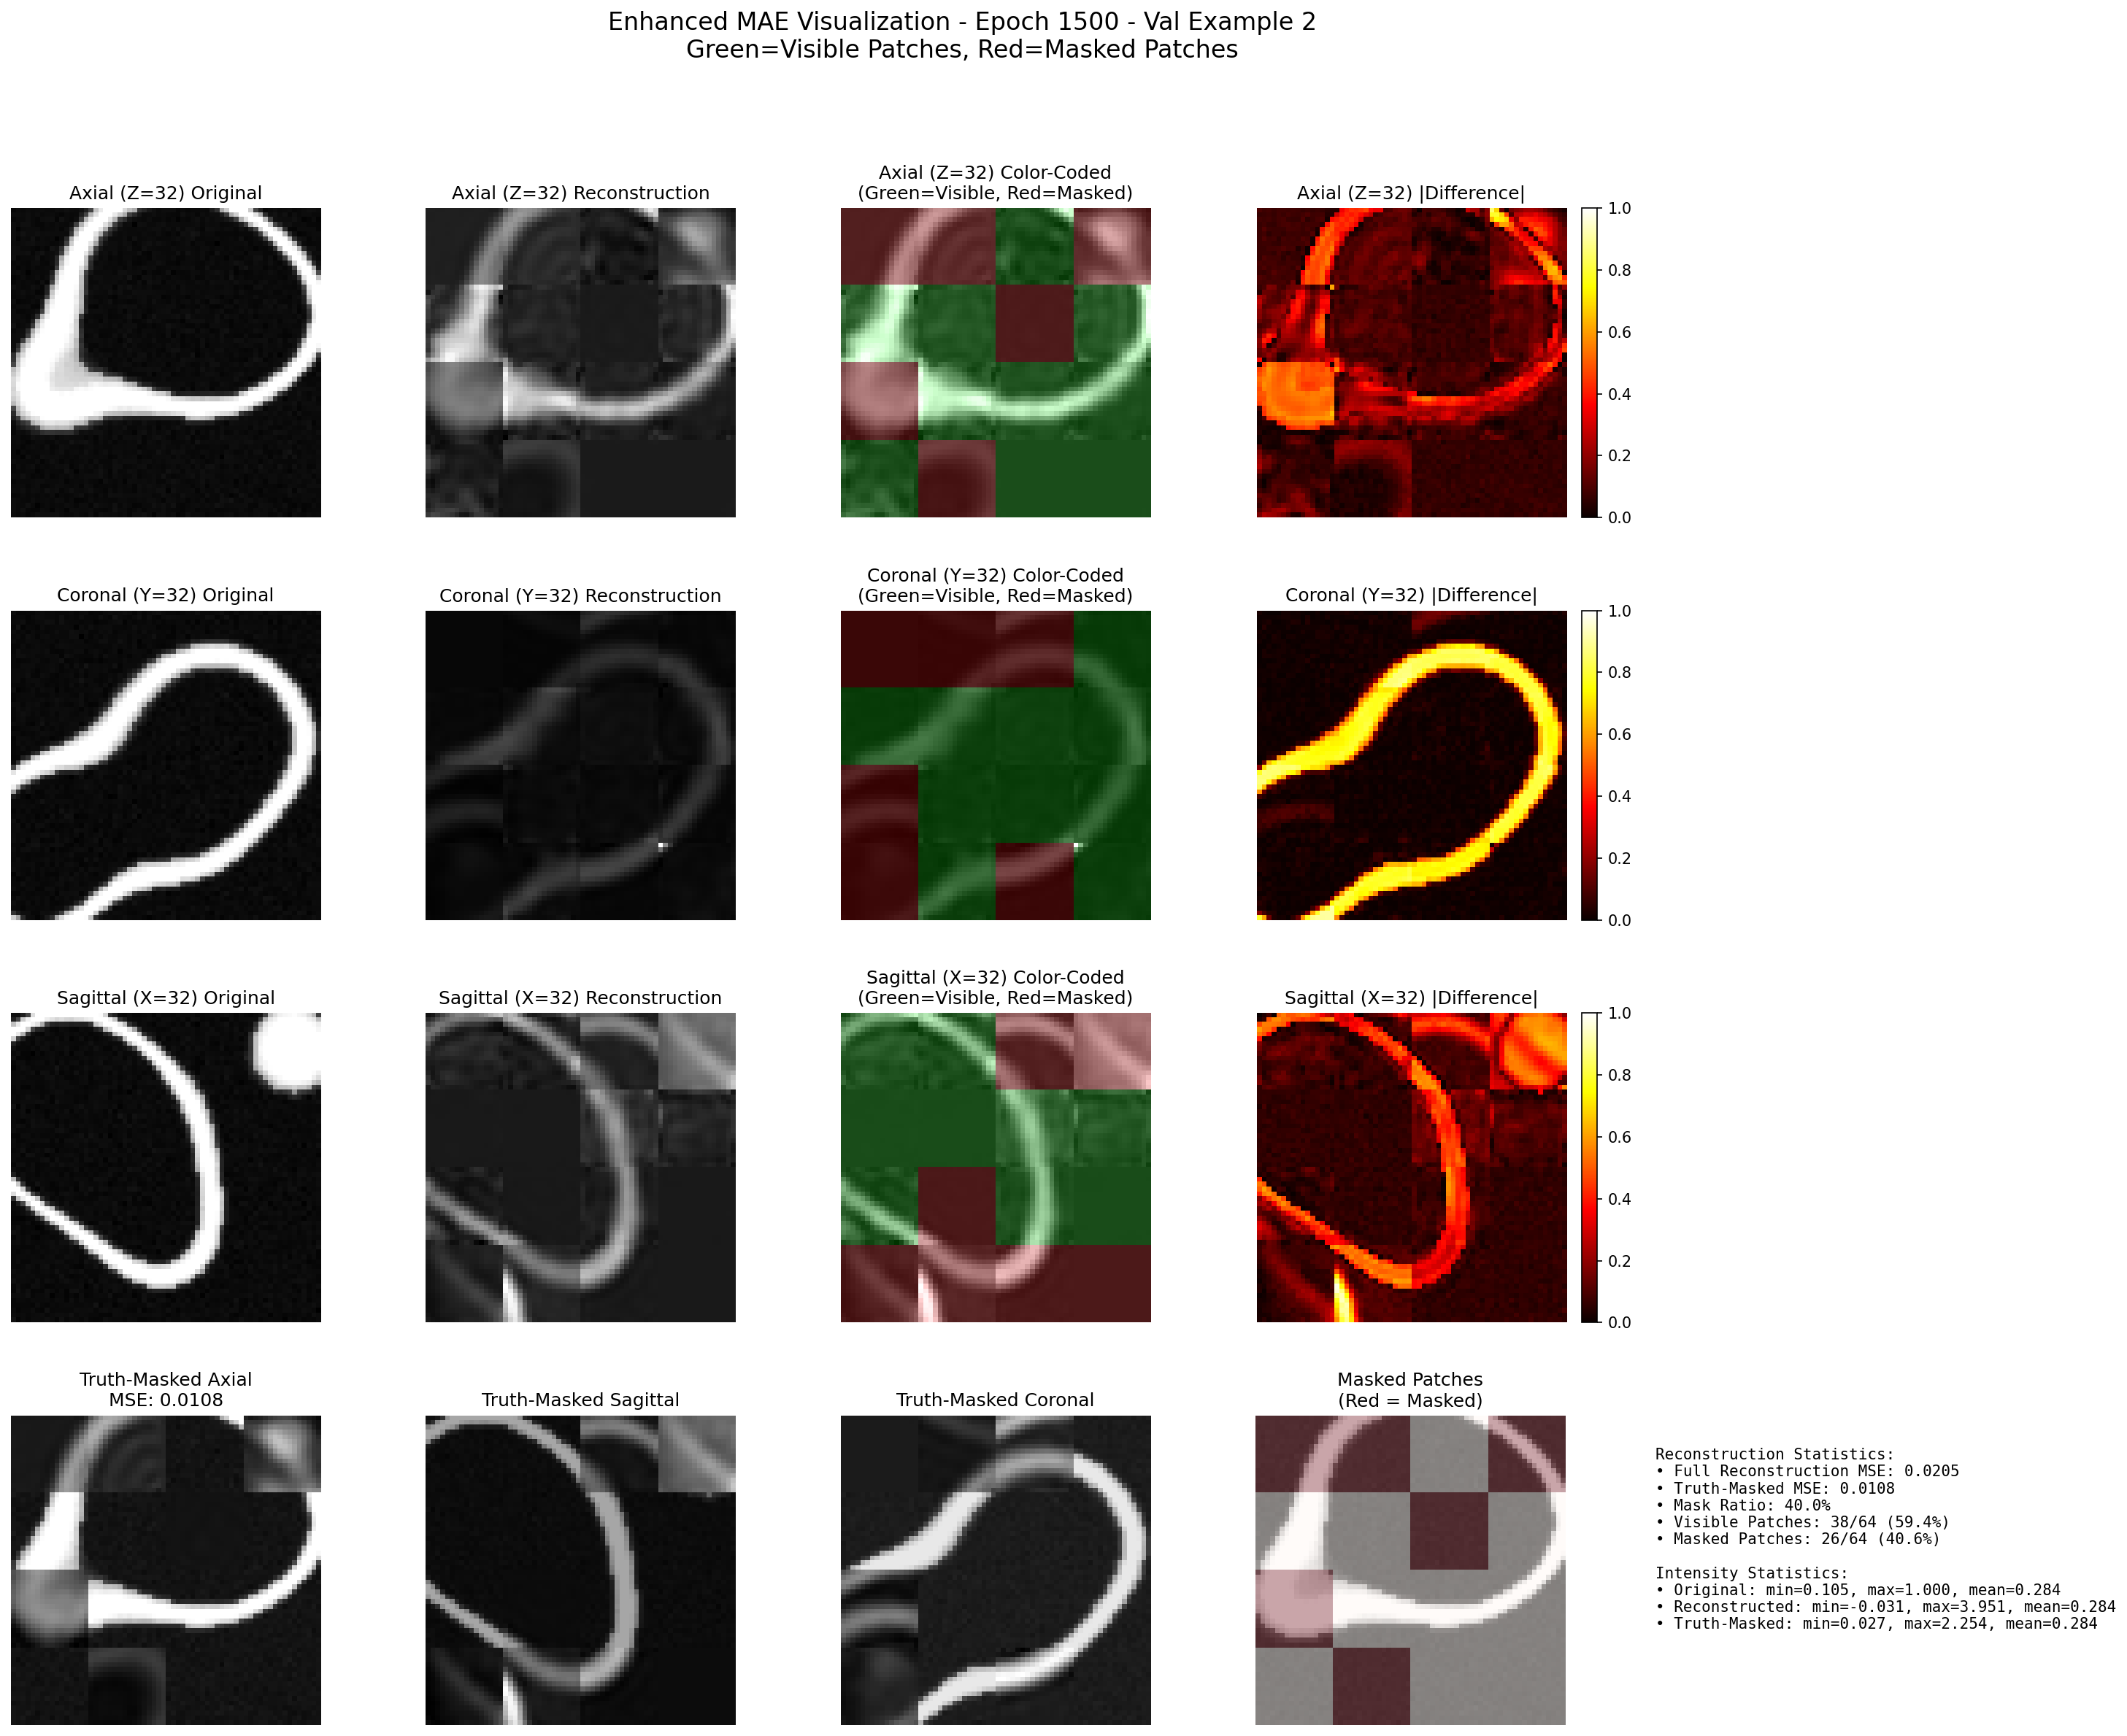 Enhanced MAE Visualization - Epoch 1500 - Val Example 2
Green=Visible Patches, Red=Masked Patches
Axial (Z=32) Original
Axial (Z=32) Reconstruction
Axial (Z=32) Color-Coded
(Green=Visible, Red=Masked)
Axial (Z=32) |Difference|
1.0
0.8
0.6
0.4
0.2
0.0
Coronal (Y=32) Original
Coronal (Y=32) Reconstruction
Coronal (Y=32) Color-Coded
(Green=Visible, Red=Masked)
Coronal (Y=32) |Difference|
1.0
0.8
0.6
0.4
0.2
0.0
Sagittal (X=32) Original
Sagittal (X=32) Reconstruction
Sagittal (X=32) Color-Coded
(Green=Visible, Red=Masked)
Sagittal (X=32) |Difference|
1.0
0.8
0.6
0.4
0.2
0.0
Truth-Masked Axial
MSE: 0.0108
Truth-Masked Sagittal
Truth-Masked Coronal
Masked Patches
(Red = Masked)
Reconstruction Statistics:
• Full Reconstruction MSE: 0.0205
• Truth-Masked MSE: 0.0108
• Mask Ratio: 40.0%
• Visible Patches: 38/64 (59.4%)
• Masked Patches: 26/64 (40.6%)
Intensity Statistics:
• Original: min=0.105, max=1.000, mean=0.284
• Reconstructed: min=-0.031, max=3.951, mean=0.284
• Truth-Masked: min=0.027, max=2.254, mean=0.284